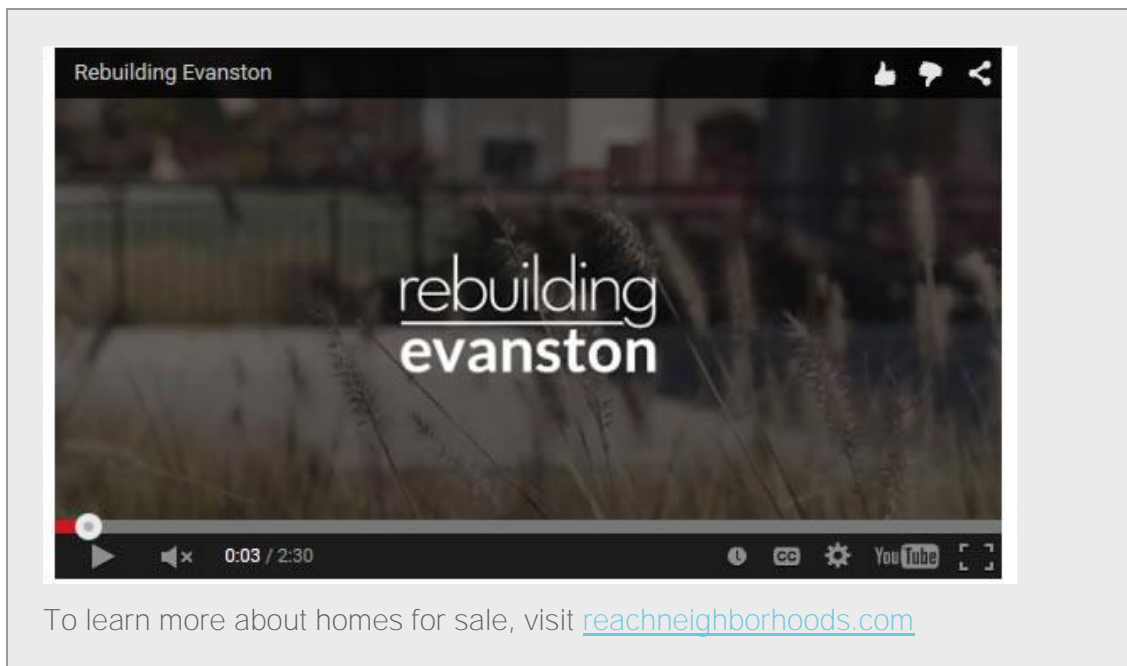 Rebuilding Evanston
rebuilding
evanston
0:03 / 2:30
CC
YouTube
To learn more about homes for sale, visit reachneighborhoods.com